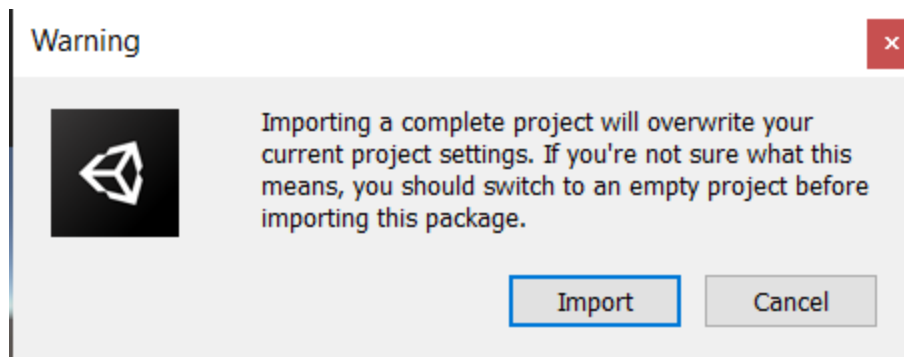 Warning
Importing a complete project will overwrite your
current project settings. If you're not sure what this
means, you should switch to an empty project before
importing this package.
Import
Cancel